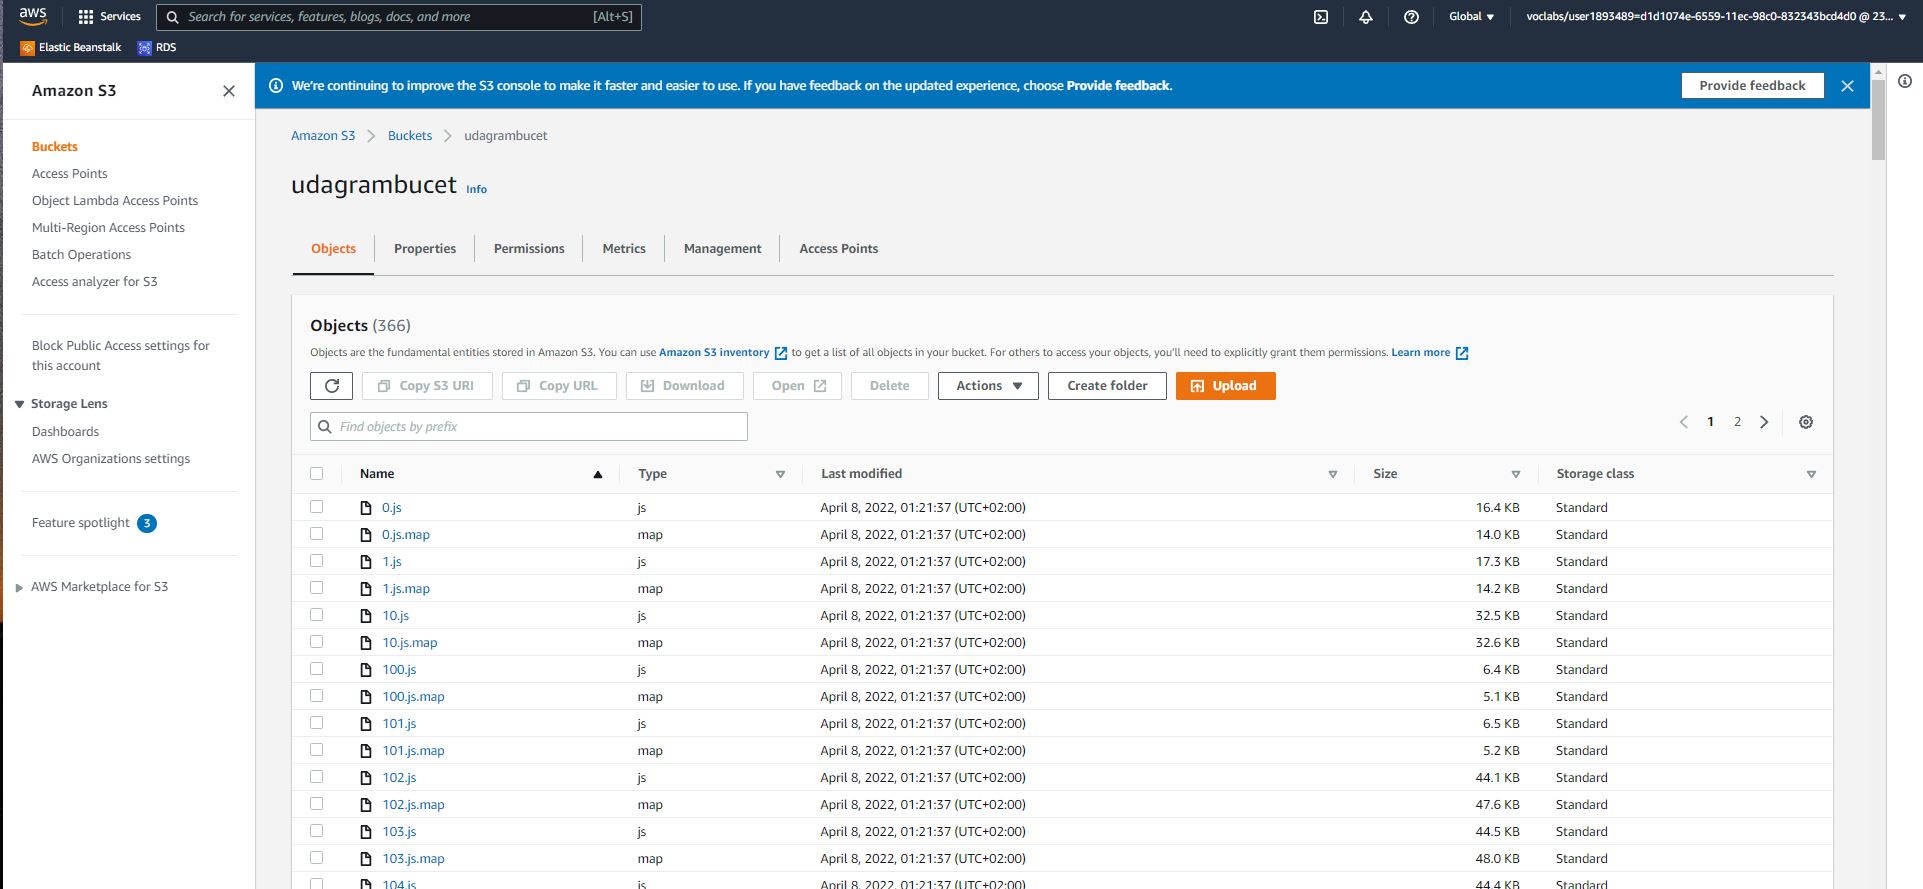 aws
Services
Search for services, features, blogs, docs, and more
[Alt+S]
Global
voclabs/user1893489=d1d1074e-6559-11ec-98c0-832343bcd4d0 @ 23...
Elastic Beanstalk
RDS
Amazon S3
Buckets
Access Points
Object Lambda Access Points
Multi-Region Access Points
Batch Operations
Access analyzer for S3
Block Public Access settings for
this account
Storage Lens
Dashboards
AWS Organizations settings
Feature spotlight 3
AWS Marketplace for S3
We're continuing to improve the S3 console to make it faster and easier to use. If you have feedback on the updated experience, choose Provide feedback.
Provide feedback
Amazon S3 Buckets udagrambucet
udagrambucet Info
Objects Properties Permissions Metrics Management Access Points
Objects (366)
Objects are the fundamental entities stored in Amazon S3. You can use Amazon S3 inventory to get a list of all objects in your bucket. For others to access your objects, you'll need to explicitly grant them permissions. Learn more
Copy S3 URI Copy URL Download Open Delete Actions Create folder Upload
Find objects by prefix
1 2
Name Type Last modified Size Storage class
0.js js April 8, 2022, 01:21:37 (UTC+02:00) 16.4 KB Standard
0.js.map map April 8, 2022, 01:21:37 (UTC+02:00) 14.0 KB Standard
1.js js April 8, 2022, 01:21:37 (UTC+02:00) 17.3 KB Standard
1.js.map map April 8, 2022, 01:21:37 (UTC+02:00) 14.2 KB Standard
10.js js April 8, 2022, 01:21:37 (UTC+02:00) 32.5 KB Standard
10.js.map map April 8, 2022, 01:21:37 (UTC+02:00) 32.6 KB Standard
100.js js April 8, 2022, 01:21:37 (UTC+02:00) 6.4 KB Standard
100.js.map map April 8, 2022, 01:21:37 (UTC+02:00) 5.1 KB Standard
101.js js April 8, 2022, 01:21:37 (UTC+02:00) 6.5 KB Standard
101.js.map map April 8, 2022, 01:21:37 (UTC+02:00) 5.2 KB Standard
102.js js April 8, 2022, 01:21:37 (UTC+02:00) 44.1 KB Standard
102.js.map map April 8, 2022, 01:21:37 (UTC+02:00) 47.6 KB Standard
103.js js April 8, 2022, 01:21:37 (UTC+02:00) 44.5 KB Standard
103.js.map map April 8, 2022, 01:21:37 (UTC+02:00) 48.0 KB Standard
104.js js April 8, 2022, 01:21:37 (UTC+02:00) 44.4 KB Standard